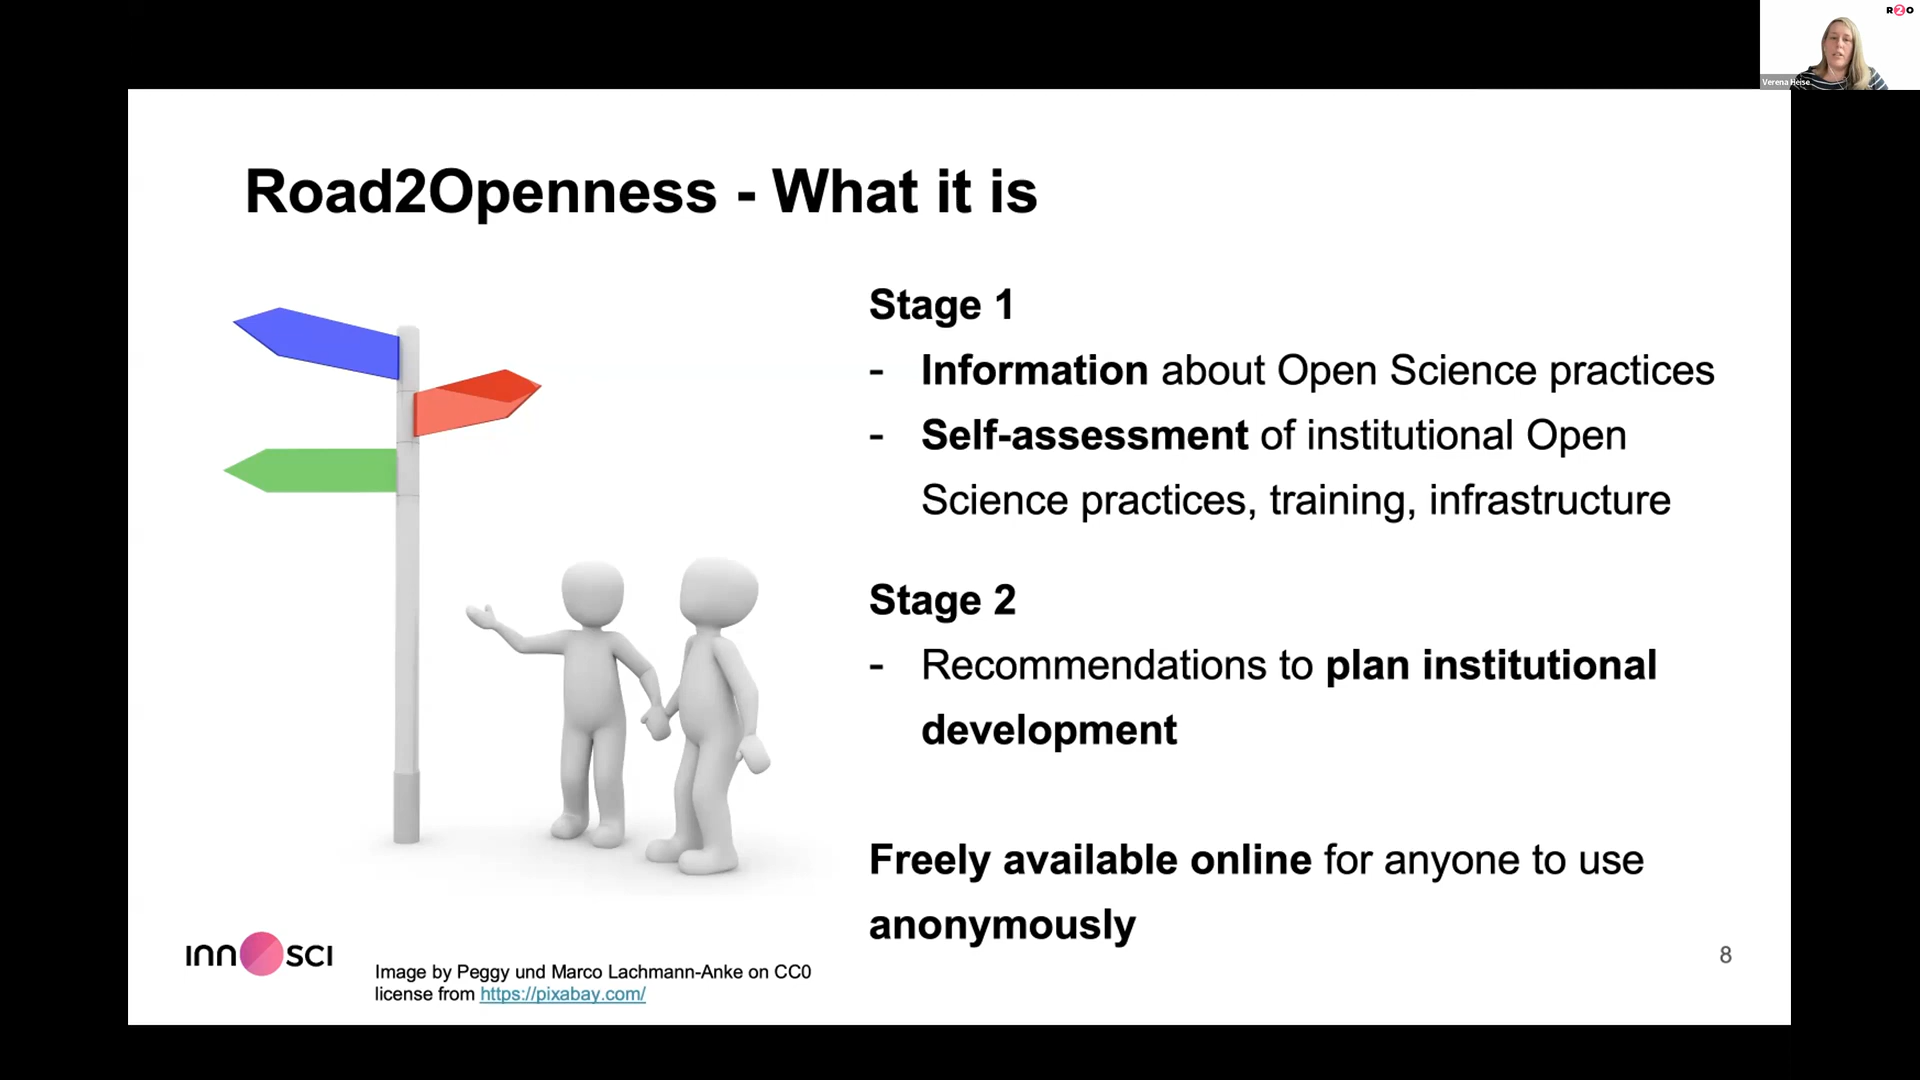 R2O
Verena Heise
Road2Openness - What it is
Stage 1
- Information about Open Science practices
- Self-assessment of institutional Open
Science practices, training, infrastructure
Stage 2
- Recommendations to plan institutional
development
Freely available online for anyone to use
anonymously
INNOSCI
Image by Peggy und Marco Lachmann-Anke on CC0
license from https://pixabay.com/
8